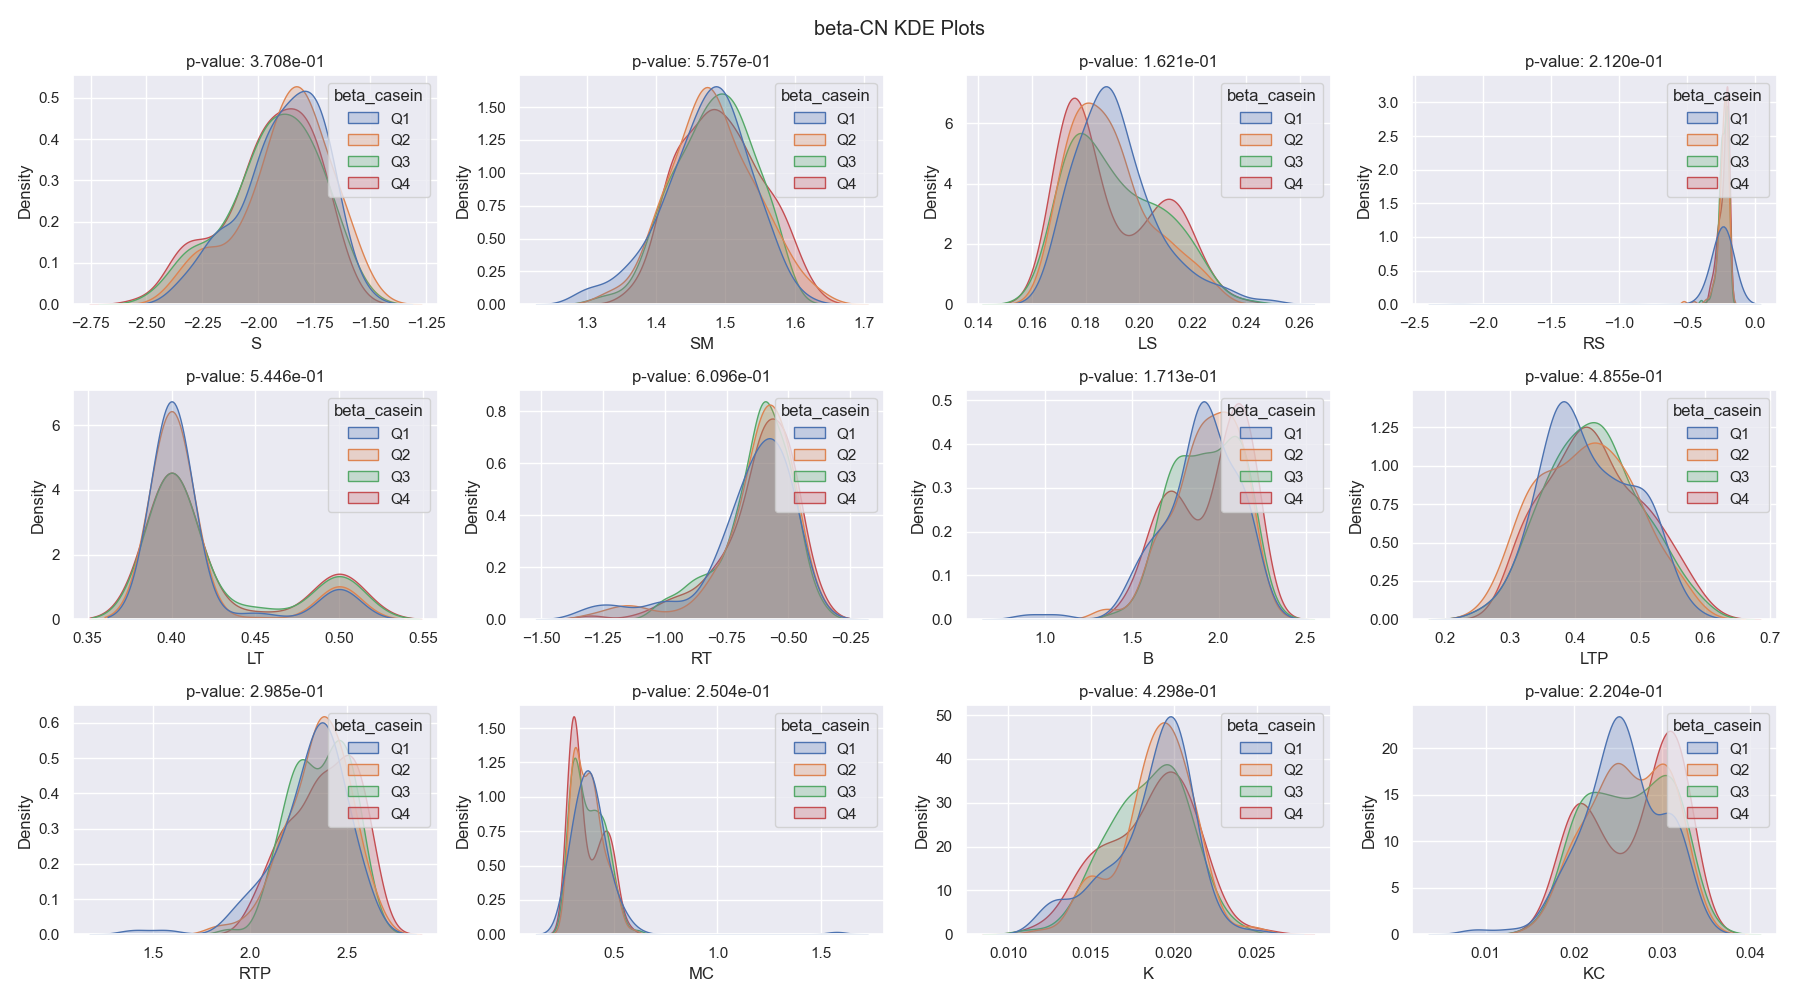 beta-CN KDE Plots
p-value: 3.708e-01
Density
0.5
0.4
0.3
0.2
0.1
0.0
−2.75 −2.50 −2.25 −2.00 −1.75 −1.50 −1.25
S
beta_casein
Q1
Q2
Q3
Q4
p-value: 5.757e-01
Density
1.50
1.25
1.00
0.75
0.50
0.25
0.00
1.3 1.4 1.5 1.6 1.7
SM
beta_casein
Q1
Q2
Q3
Q4
p-value: 1.621e-01
Density
6
4
2
0
0.14 0.16 0.18 0.20 0.22 0.24 0.26
LS
beta_casein
Q1
Q2
Q3
Q4
p-value: 2.120e-01
Density
3.0
2.5
2.0
1.5
1.0
0.5
0.0
−2.5 −2.0 −1.5 −1.0 −0.5 0.0
RS
beta_casein
Q1
Q2
Q3
Q4
p-value: 5.446e-01
Density
6
4
2
0
0.35 0.40 0.45 0.50 0.55
LT
beta_casein
Q1
Q2
Q3
Q4
p-value: 6.096e-01
Density
0.8
0.6
0.4
0.2
0.0
−1.50 −1.25 −1.00 −0.75 −0.50 −0.25
RT
beta_casein
Q1
Q2
Q3
Q4
p-value: 1.713e-01
Density
0.5
0.4
0.3
0.2
0.1
0.0
1.0 1.5 2.0 2.5
B
beta_casein
Q1
Q2
Q3
Q4
p-value: 4.855e-01
Density
1.25
1.00
0.75
0.50
0.25
0.00
0.2 0.3 0.4 0.5 0.6 0.7
LTP
beta_casein
Q1
Q2
Q3
Q4
p-value: 2.985e-01
Density
0.6
0.5
0.4
0.3
0.2
0.1
0.0
1.5 2.0 2.5
RTP
beta_casein
Q1
Q2
Q3
Q4
p-value: 2.504e-01
Density
1.50
1.25
1.00
0.75
0.50
0.25
0.00
0.5 1.0 1.5
MC
beta_casein
Q1
Q2
Q3
Q4
p-value: 4.298e-01
Density
50
40
30
20
10
0
0.010 0.015 0.020 0.025
K
beta_casein
Q1
Q2
Q3
Q4
p-value: 2.204e-01
Density
20
15
10
5
0
0.01 0.02 0.03 0.04
KC
beta_casein
Q1
Q2
Q3
Q4